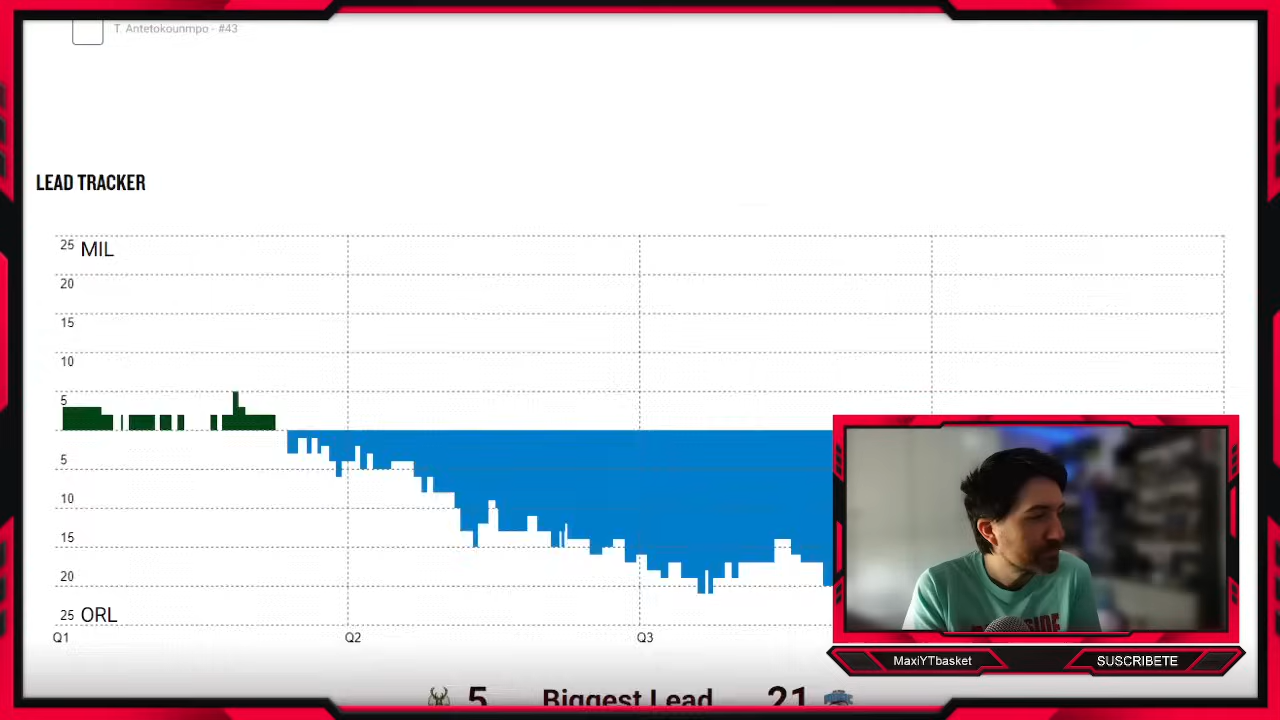 T. Antetokounmpo - #43
LEAD TRACKER
25 MIL
20
15
10
5
5
10
15
20
25 ORL
Q1 Q2 Q3
5 Biggest Lead 21
MaxiYTbasket
SUSCRIBETE